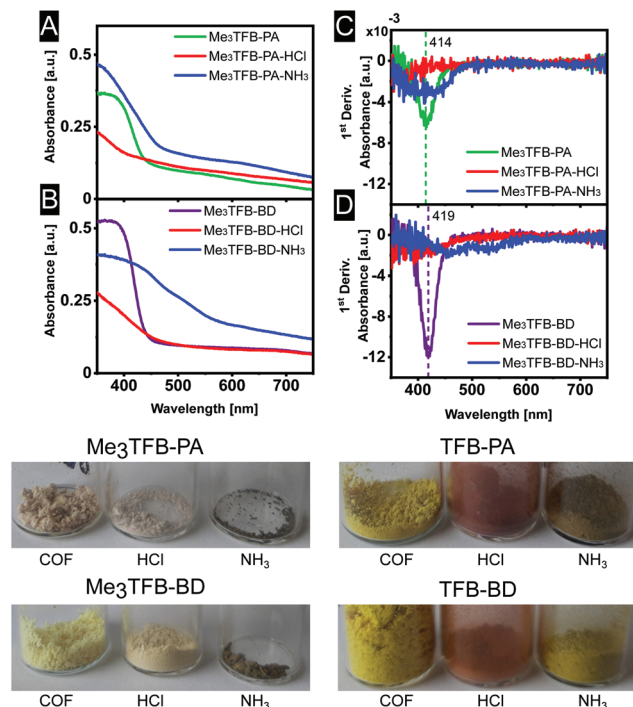 A
0.5
0.25
0
Absorbance [a.u.]
Me3TFB-PA
Me3TFB-PA-HCl
Me3TFB-PA-NH3
B
0.5
0.25
0
Absorbance [a.u.]
Me3TFB-BD
Me3TFB-BD-HCl
Me3TFB-BD-NH3
400 500 600 700
Wavelength [nm]
C
x10 -3
414
0
-4
-8
-12
1st Deriv.
Absorbance [a.u.]
Me3TFB-PA
Me3TFB-PA-HCl
Me3TFB-PA-NH3
D
419
0
-4
-8
-12
1st Deriv.
Absorbance [a.u.]
Me3TFB-BD
Me3TFB-BD-HCl
Me3TFB-BD-NH3
400 500 600 700
Wavelength [nm]
Me3TFB-PA
COF HCl NH3
TFB-PA
COF HCl NH3
Me3TFB-BD
COF HCl NH3
TFB-BD
COF HCl NH3